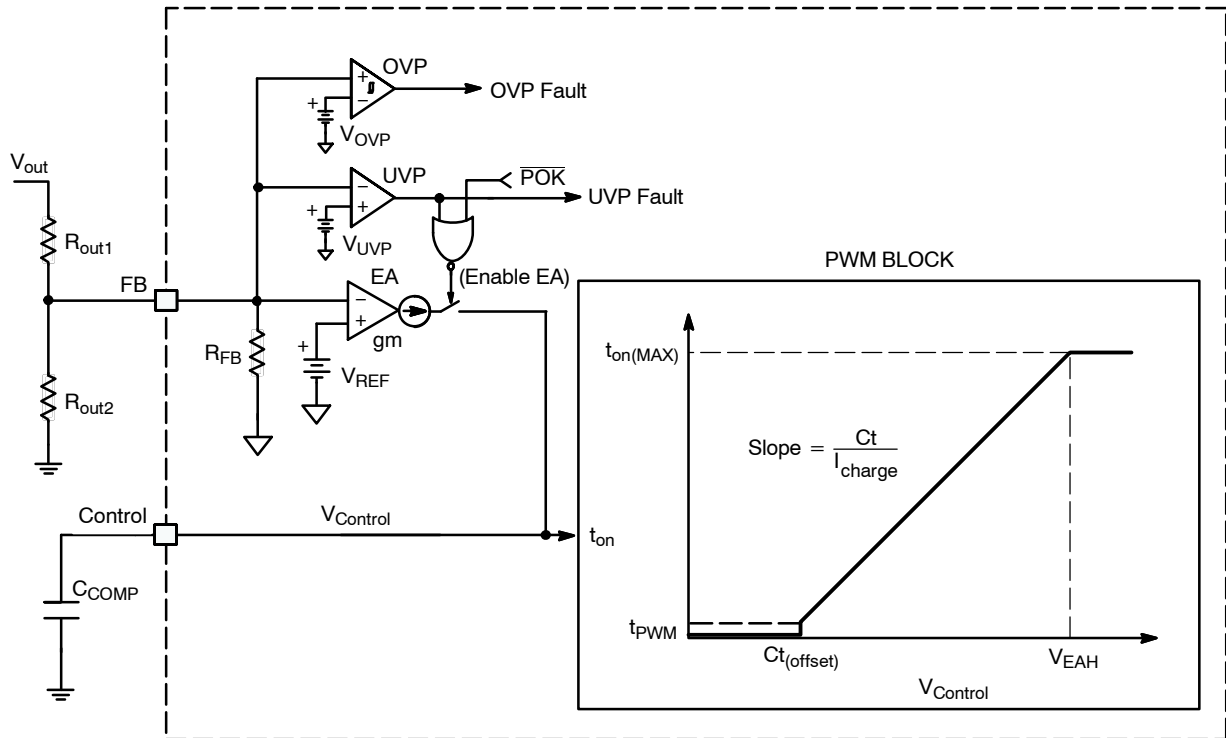 OVP
+
−
OVP Fault
+
V_OVP
V_out
UVP
POK
−
+
UVP Fault
+
R_out1
V_UVP
EA
(Enable EA)
PWM BLOCK
FB
−
+
t_on(MAX)
R_FB
gm
+
V_REF
R_out2
Slope = Ct / I_charge
Control
V_Control
t_on
C_COMP
t_PWM
Ct_(offset)
V_EAH
V_Control